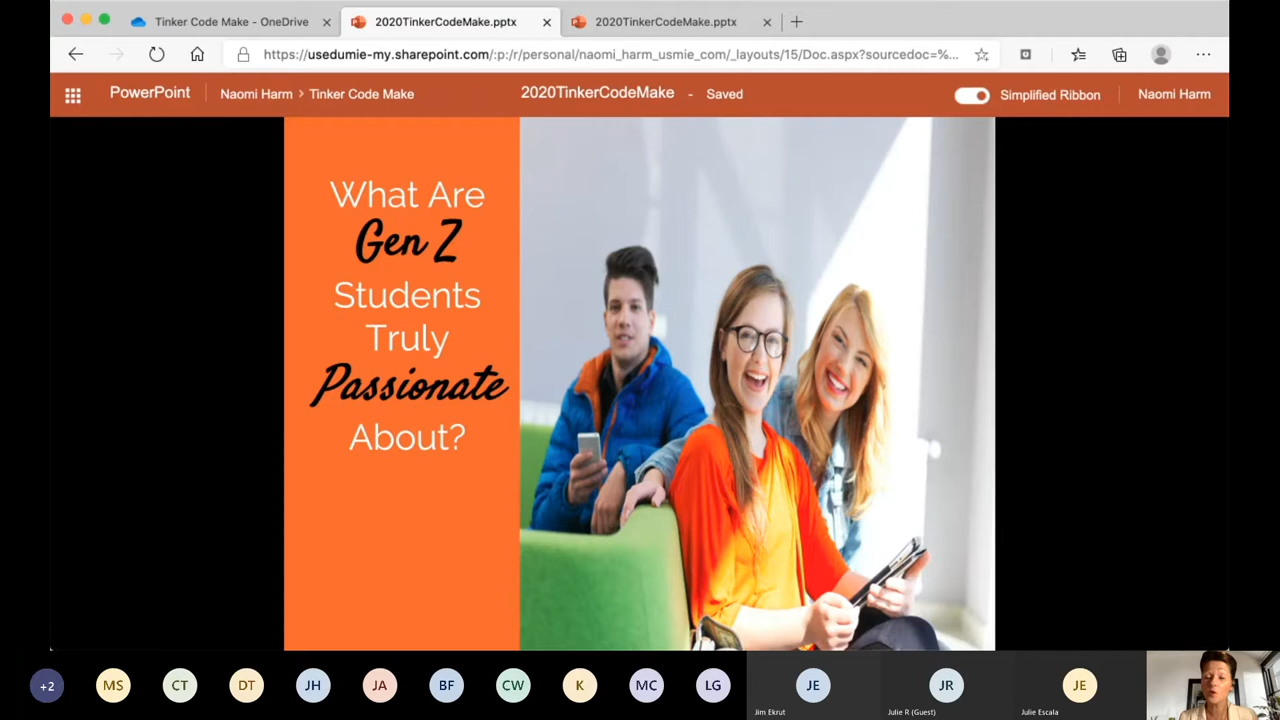 Tinker Code Make - OneDrive
2020TinkerCodeMake.pptx
2020TinkerCodeMake.pptx
https://usedumie-my.sharepoint.com/:p:/r/personal/naomi_harm_usmie_com/_layouts/15/Doc.aspx?sourcedoc=%...
PowerPoint
Naomi Harm > Tinker Code Make
2020TinkerCodeMake - Saved
Simplified Ribbon
Naomi Harm
What Are
Gen Z
Students
Truly
Passionate
About?
+2
MS
CT
DT
JH
JA
BF
CW
K
MC
LG
JE
Jim Ekrut
JR
Julie R (Guest)
JE
Julie Escala